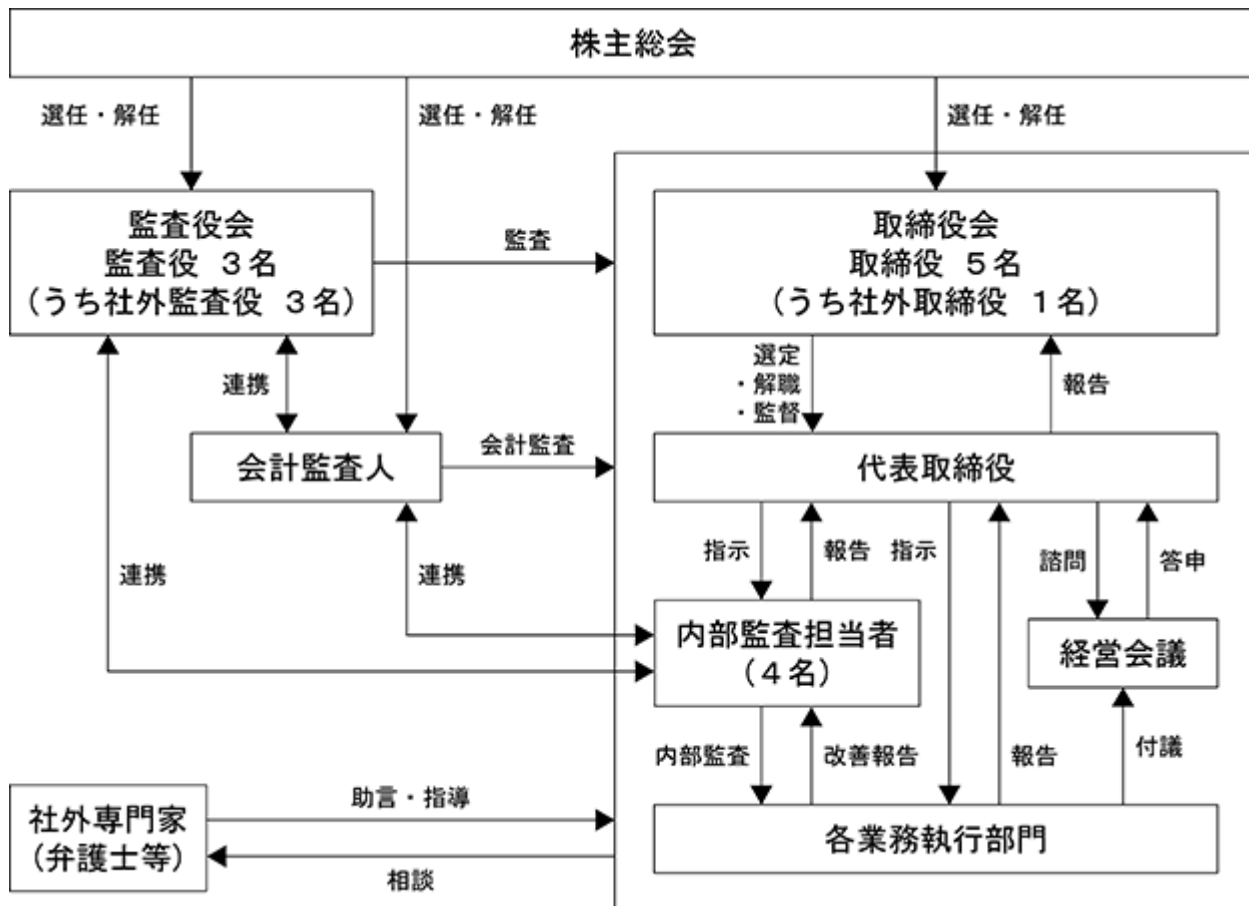 株主総会
選任・解任
選任・解任
選任・解任
監査役会
監査役 ３名
(うち社外監査役 ３名)
監査
取締役会
取締役 ５名
(うち社外取締役 １名)
連携
選定
・解職
・監督
報告
会計監査人
会計監査
代表取締役
連携
連携
指示
報告
指示
諮問
答申
内部監査担当者
(４名)
経営会議
内部監査
改善報告
報告
付議
社外専門家
(弁護士等)
助言・指導
相談
各業務執行部門